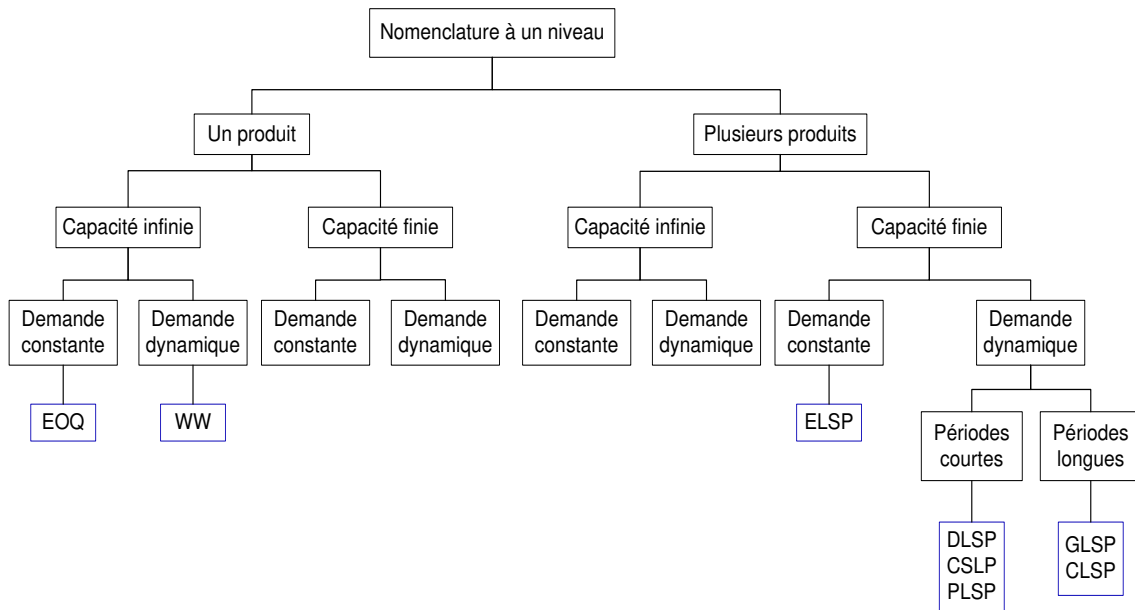 Nomenclature à un niveau
Un produit
Plusieurs produits
Capacité infinie
Capacité finie
Capacité infinie
Capacité finie
Demande
constante
Demande
dynamique
Demande
constante
Demande
dynamique
Demande
constante
Demande
dynamique
Demande
constante
Demande
dynamique
EOQ
WW
ELSP
Périodes
courtes
Périodes
longues
DLSP
CSLP
PLSP
GLSP
CLSP